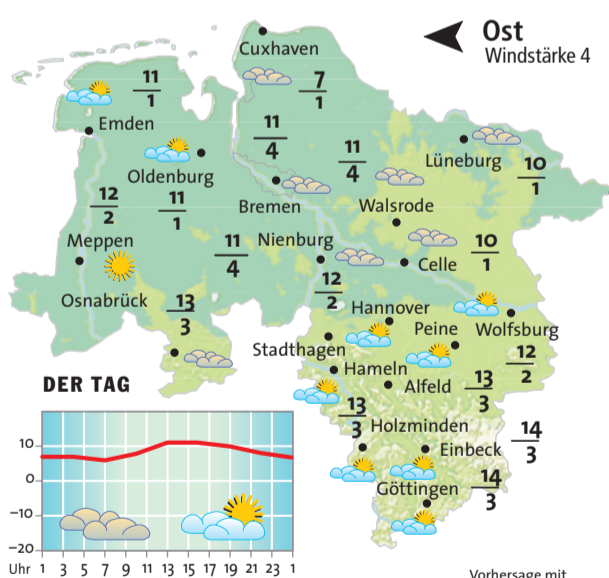 Ost
Windstärke 4
Cuxhaven
11
1
7
1
Emden
11
4
11
4
Lüneburg
10
1
Oldenburg
12
2
11
1
Bremen
Walsrode
Meppen
11
4
Nienburg
10
1
Celle
12
2
Osnabrück
13
3
Hannover
Peine
Wolfsburg
Stadthagen
12
2
Hameln
DER TAG
Alfeld
13
3
13
3
Holzminden
14
3
Einbeck
Göttingen
14
3
10
0
-10
-20
Uhr 1 3 5 7 9 11 13 15 17 19 21 23 1
Vorhersage mit